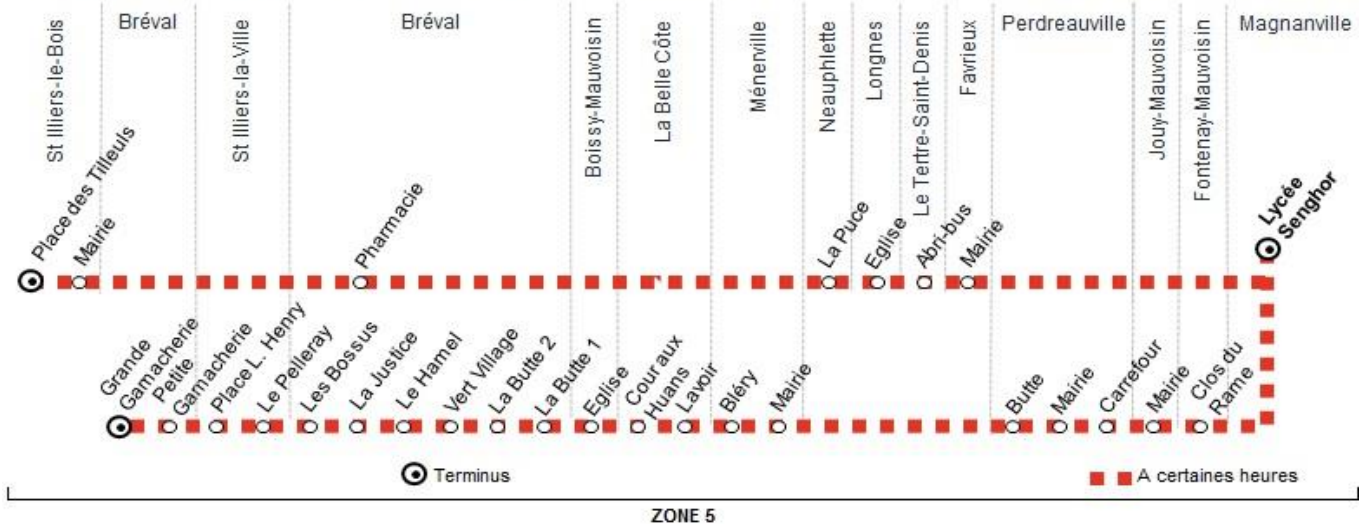 St Illiers-le-Bois
Bréval
St Illiers-la-Ville
Bréval
Boissy-Mauvoisin
La Belle Côte
Ménenville
Neauphlette
Longnes
Le Tertre-Saint-Denis
Favrieux
Perdreauville
Jouy-Mauvoisin
Fontenay-Mauvoisin
Magnanville
Place des Tilleuls
Mairie
Pharmacie
La Puce
Eglise
Abri-bus
Mairie
Lycée
Senghor
Grande
Gamacherie
Petite
Gamacherie
Place L. Henry
Le Pelleray
Les Bossus
La Justice
Le Hamel
Vert Village
La Butte 2
La Butte 1
Eglise
Cour aux
Huans
Lavoir
Bléry
Mairie
Butte
Mairie
Carrefour
Mairie
Clos du
Rame
Terminus
A certaines heures
ZONE 5